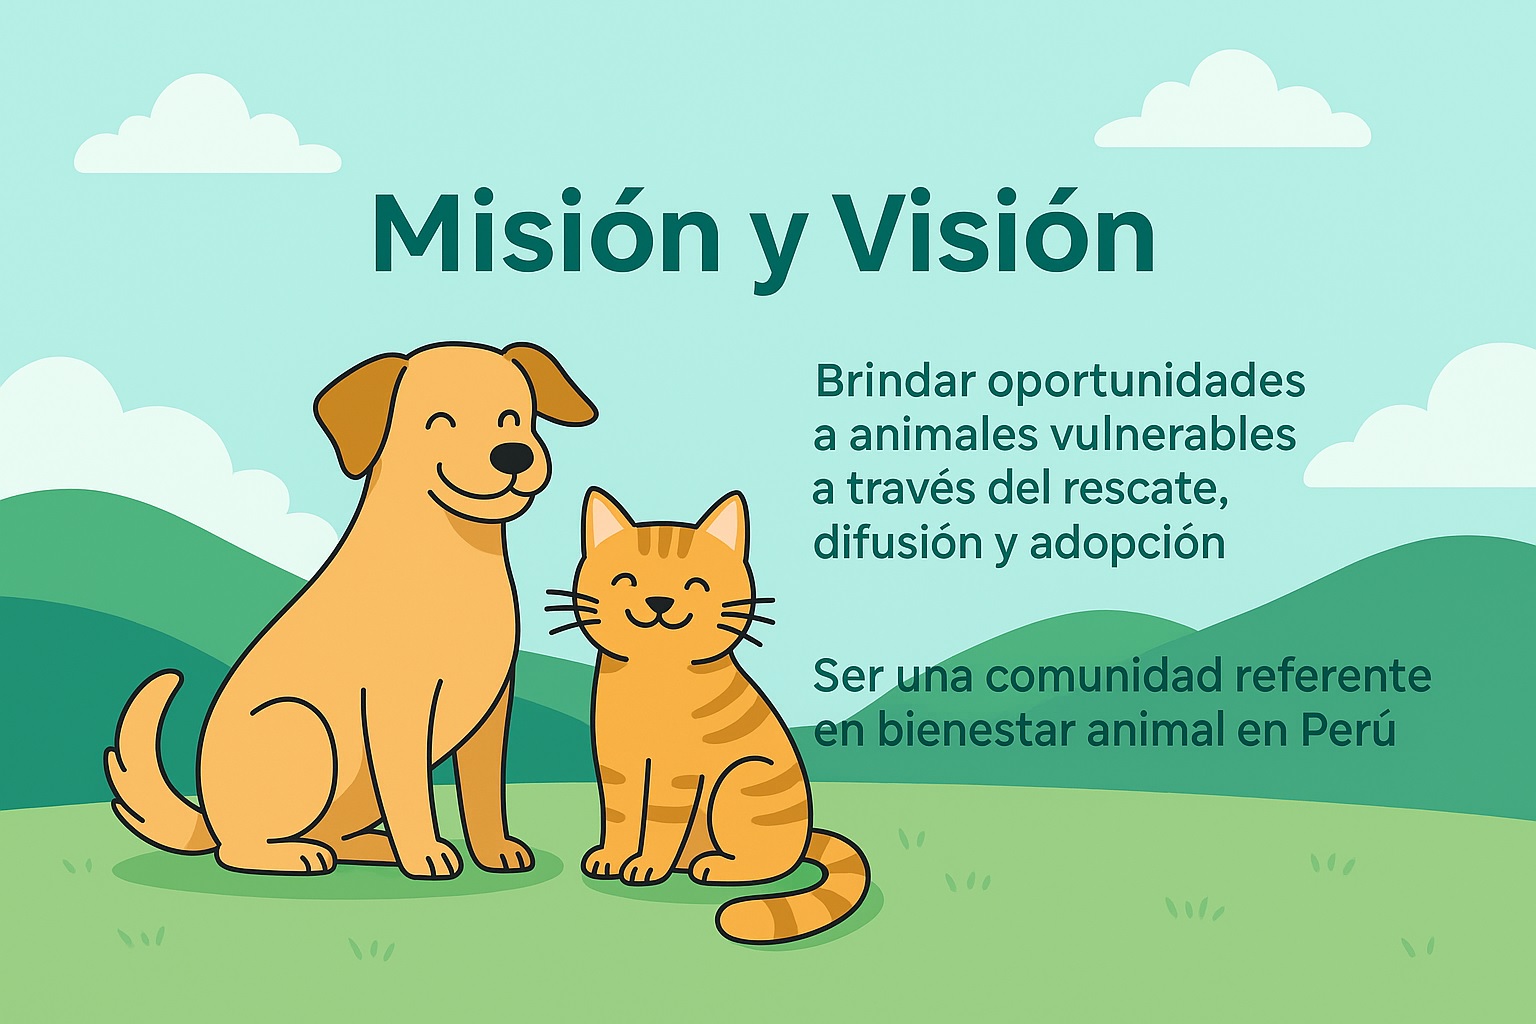 Misión y Visión
Brindar oportunidades
a animales vulnerables
a través del rescate,
difusión y adopción
Ser una comunidad referente
en bienestar animal en Perú